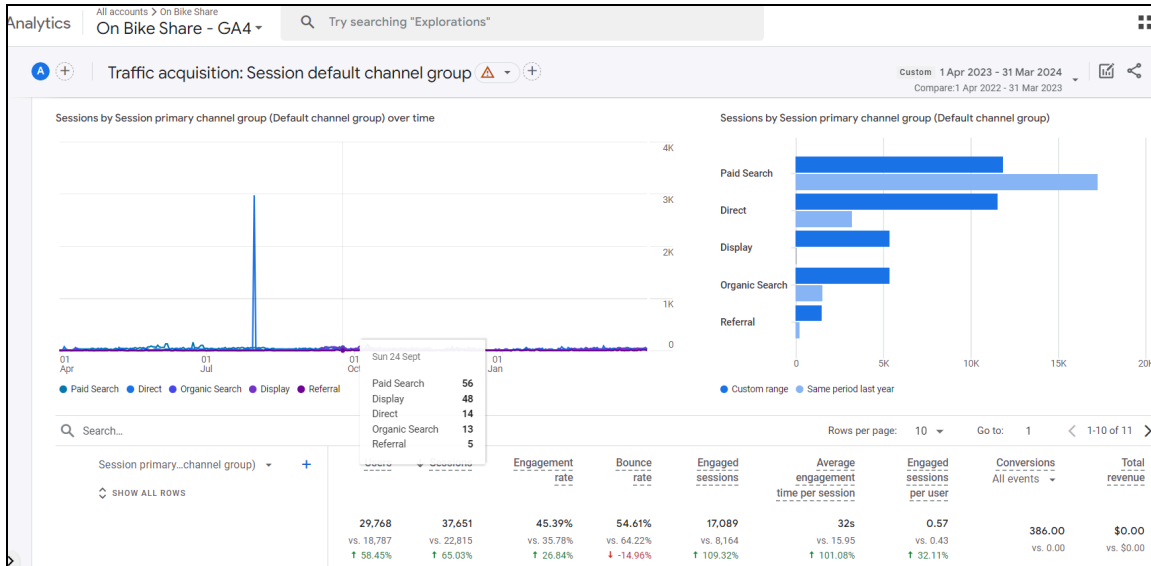 Analytics
All accounts > On Bike Share
On Bike Share - GA4
Try searching "Explorations"
A
Traffic acquisition: Session default channel group
Custom 1 Apr 2023 - 31 Mar 2024
Compare:1 Apr 2022 - 31 Mar 2023
Sessions by Session primary channel group (Default channel group) over time
4K
3K
2K
1K
0
01 Apr
01 Jul
01 Oct
01 Jan
Paid Search Direct Organic Search Display Referral
Sun 24 Sept
Paid Search 56
Display 48
Direct 14
Organic Search 13
Referral 5
Sessions by Session primary channel group (Default channel group)
Paid Search
Direct
Display
Organic Search
Referral
0 5K 10K 15K 20K
Custom range Same period last year
Search...
Rows per page: 10 Go to: 1 1-10 of 11
Session primary...channel group) +
SHOW ALL ROWS
Users Sessions Engagement rate Bounce rate Engaged sessions Average engagement time per session Engaged sessions per user Conversions All events Total revenue
29,768 37,651 45.39% 54.61% 17,089 32s 0.57 386.00 $0.00
vs. 18,787 vs. 22,815 vs. 35.78% vs. 64.22% vs. 8,164 vs. 15.95 vs. 0.43 vs. 0.00 vs. $0.00
↑ 58.45% ↑ 65.03% ↑ 26.84% ↓ -14.96% ↑ 109.32% ↑ 101.08% ↑ 32.11%